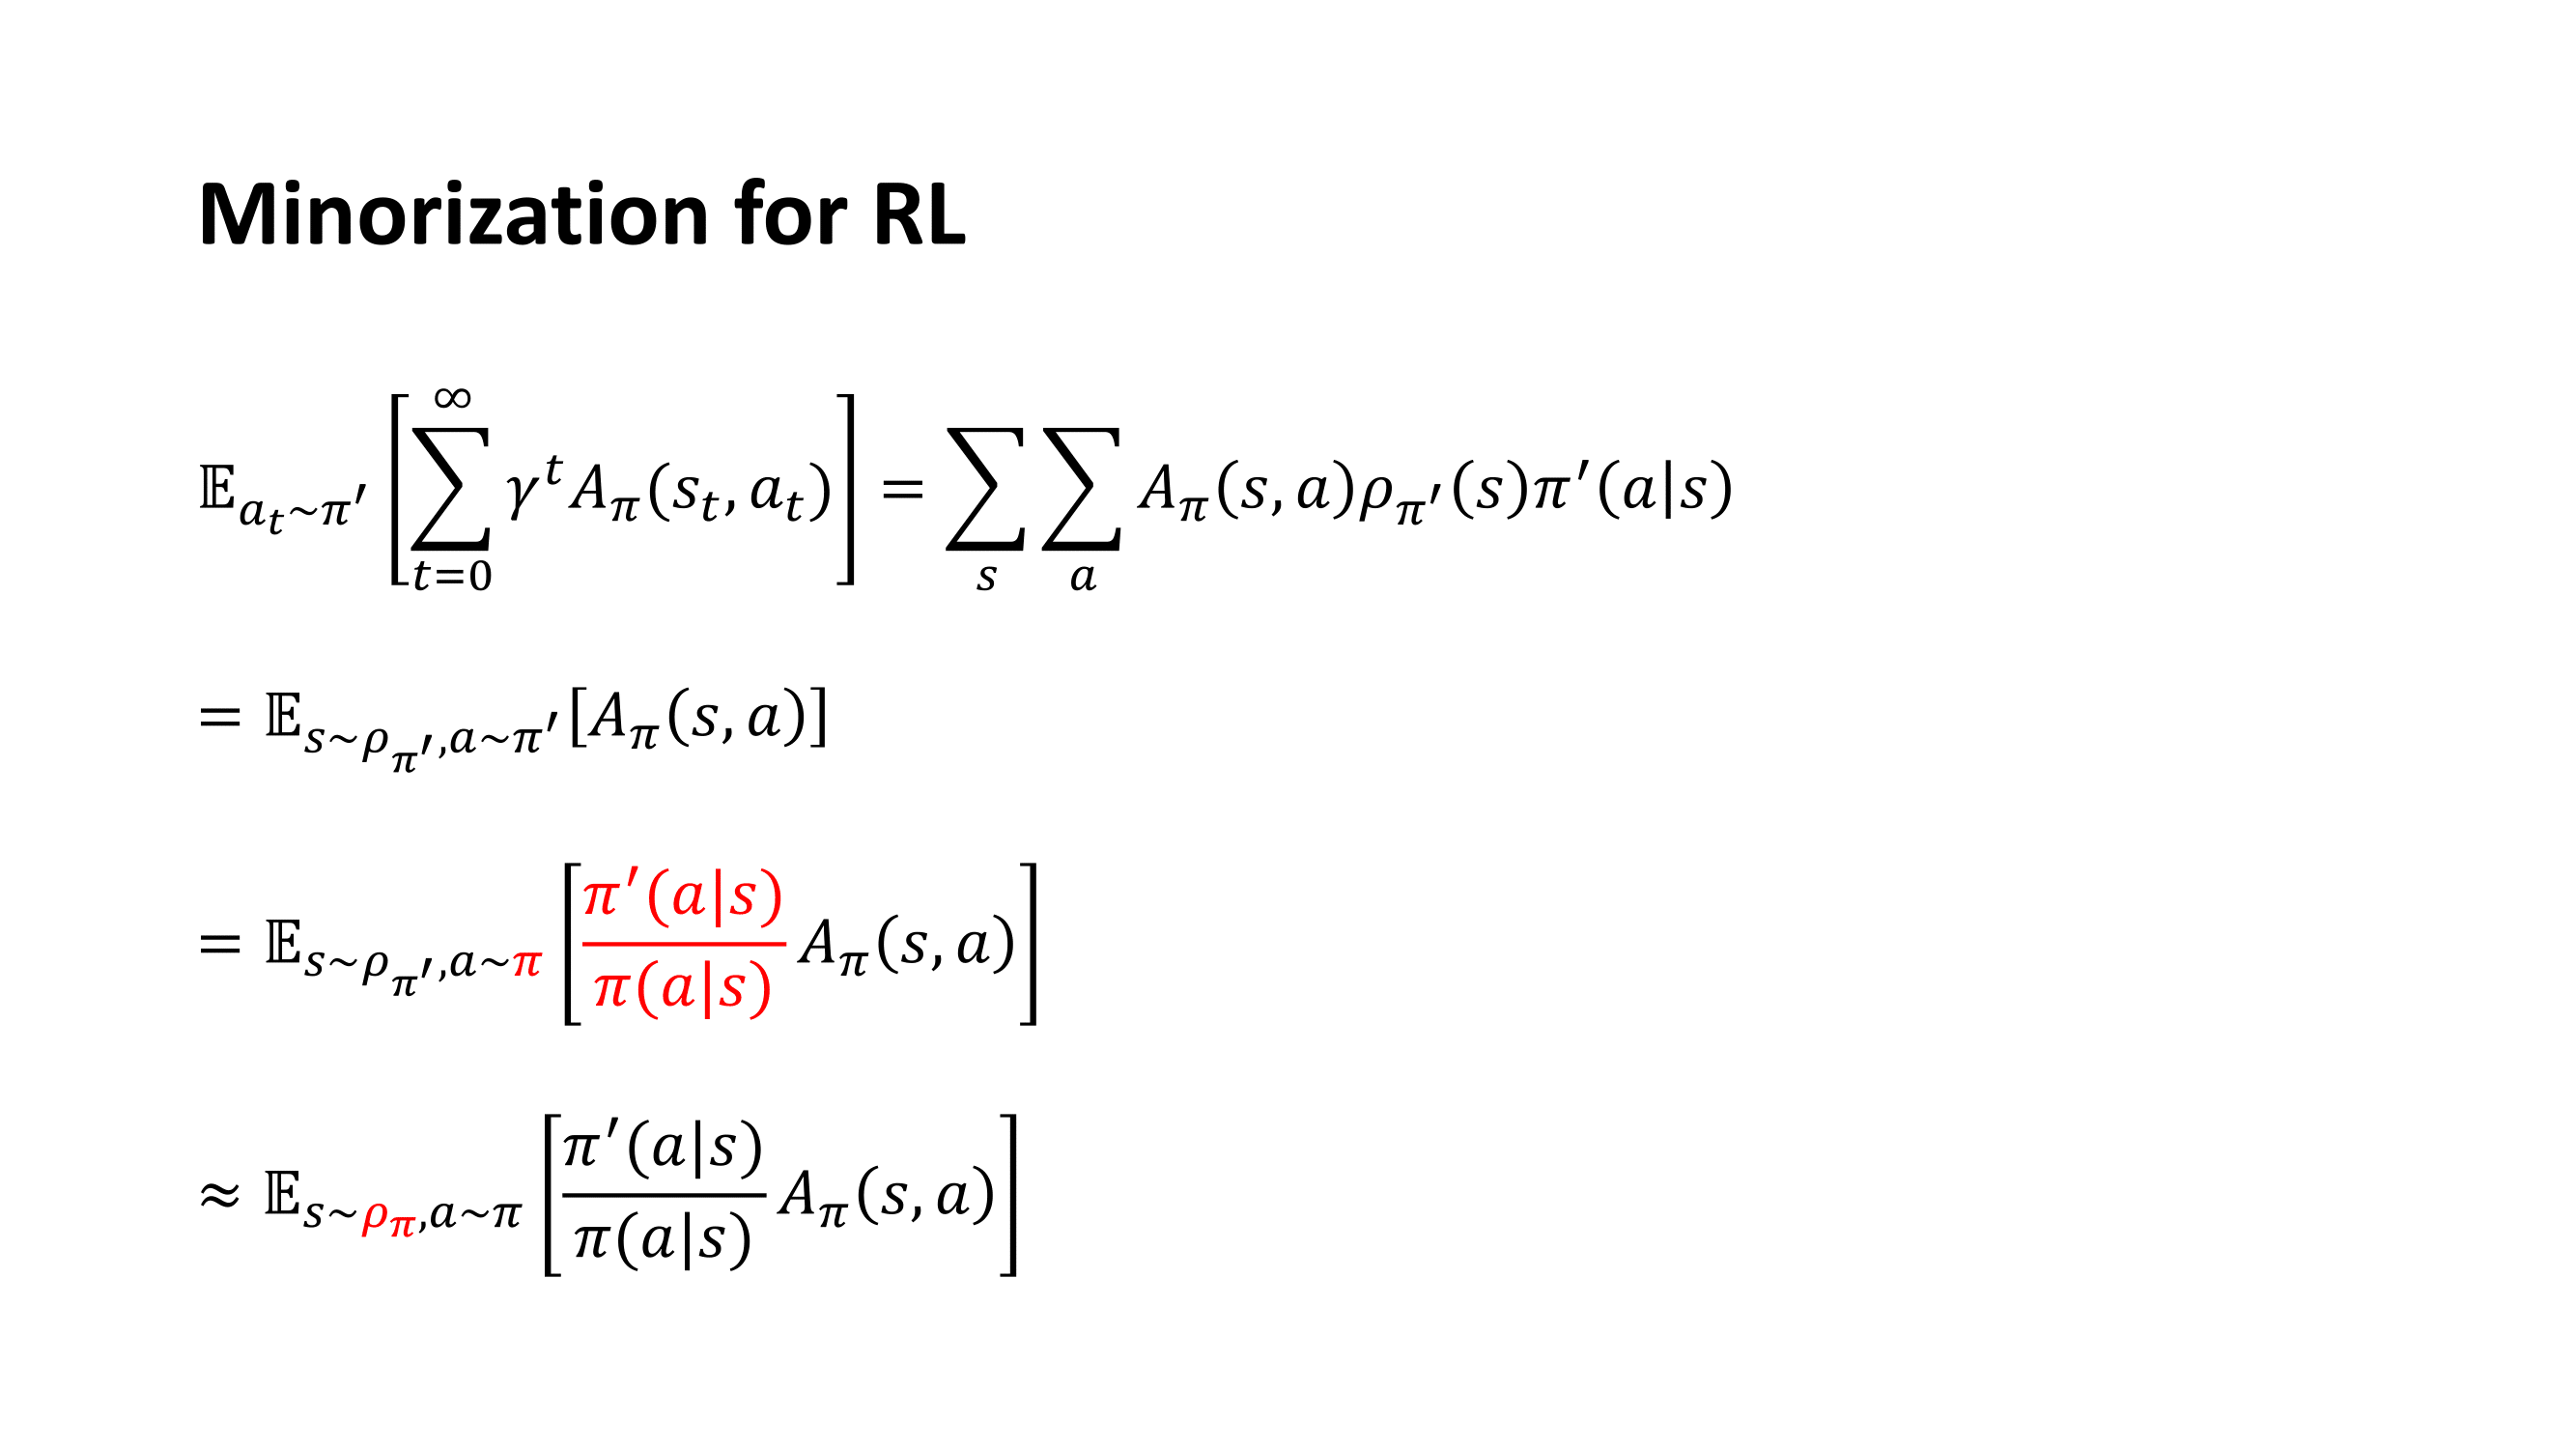 Minorization for RL
$\mathbb{E}_{a_t \sim \pi'} \left[ \sum_{t=0}^{\infty} \gamma^t A_\pi(s_t, a_t) \right] = \sum_s \sum_a A_\pi(s, a) \rho_{\pi'}(s) \pi'(a|s)$
$= \mathbb{E}_{s \sim \rho_{\pi'}, a \sim \pi'} [A_\pi(s, a)]$
$= \mathbb{E}_{s \sim \rho_{\pi'}, a \sim \pi} \left[ \frac{\pi'(a|s)}{\pi(a|s)} A_\pi(s, a) \right]$
$\approx \mathbb{E}_{s \sim \rho_\pi, a \sim \pi} \left[ \frac{\pi'(a|s)}{\pi(a|s)} A_\pi(s, a) \right]$